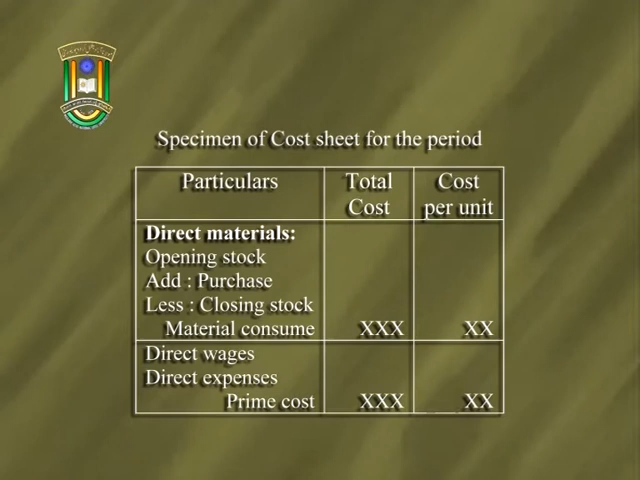 Specimen of Cost sheet for the period
Particulars
Total Cost
Cost per unit
Direct materials:
Opening stock
Add : Purchase
Less : Closing stock
Material consume XXX XX
Direct wages
Direct expenses
Prime cost XXX XX